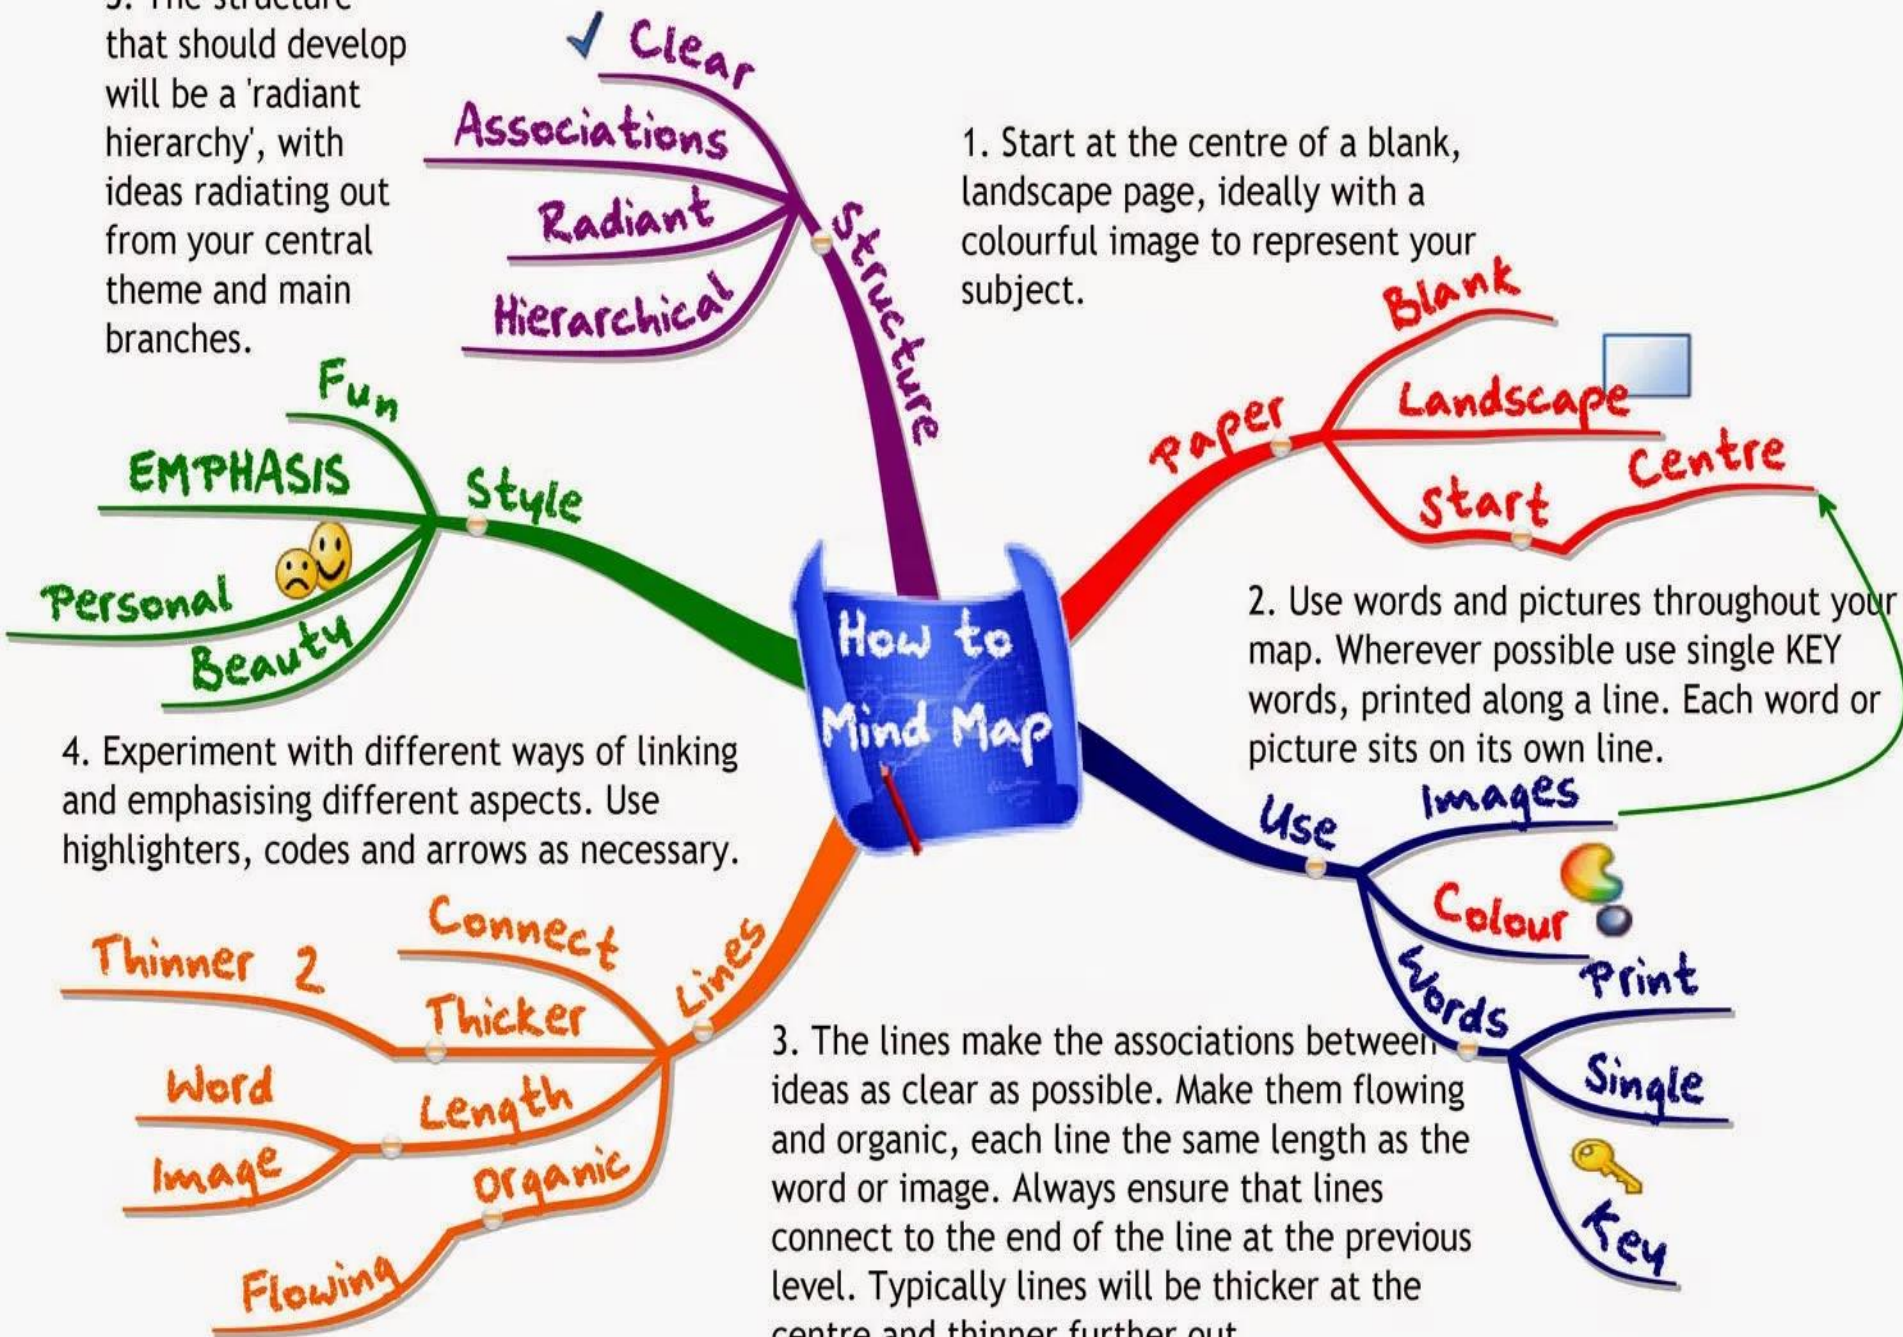 How to
Mind Map
1. Start at the centre of a blank,
landscape page, ideally with a
colourful image to represent your
subject.
Paper
Blank
Landscape
Start
Centre
2. Use words and pictures throughout your
map. Wherever possible use single KEY
words, printed along a line. Each word or
picture sits on its own line.
Use
Images
Colour
Words
Print
Single
Key
3. The lines make the associations between
ideas as clear as possible. Make them flowing
and organic, each line the same length as the
word or image. Always ensure that lines
connect to the end of the line at the previous
level. Typically lines will be thicker at the
centre and thinner further out
Lines
Connect
Thicker
Thinner 2
Length
Word
Image
Organic
Flowing
4. Experiment with different ways of linking
and emphasising different aspects. Use
highlighters, codes and arrows as necessary.
Style
Fun
EMPHASIS
Personal
Beauty
The structure
that should develop
will be a 'radiant
hierarchy', with
ideas radiating out
from your central
theme and main
branches.
Structure
Clear
Associations
Radiant
Hierarchical